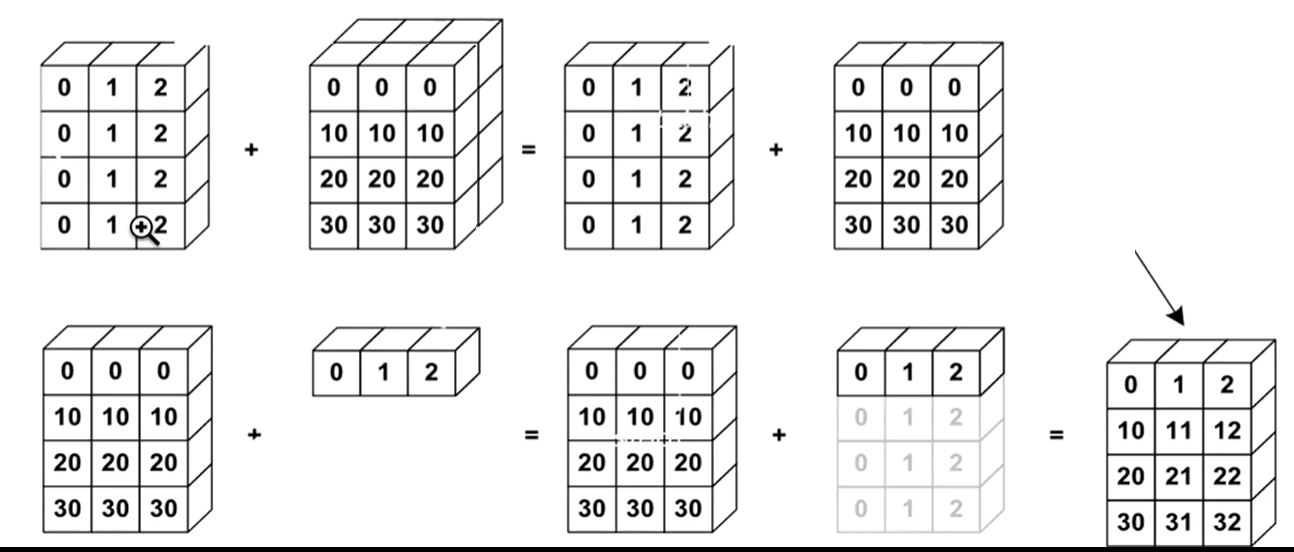 0 1 2 0 0 0 0 1 2 0 0 0
0 1 2 10 10 10 0 1 2 10 10 10
+ = +
0 1 2 20 20 20 0 1 2 20 20 20
0 1 2 30 30 30 0 1 2 30 30 30
0 0 0 0 1 2 0 0 0 0 1 2 0 1 2
10 10 10 10 10 10 0 1 2 10 11 12
+ = + =
20 20 20 20 20 20 0 1 2 20 21 22
30 30 30 30 30 30 0 1 2 30 31 32